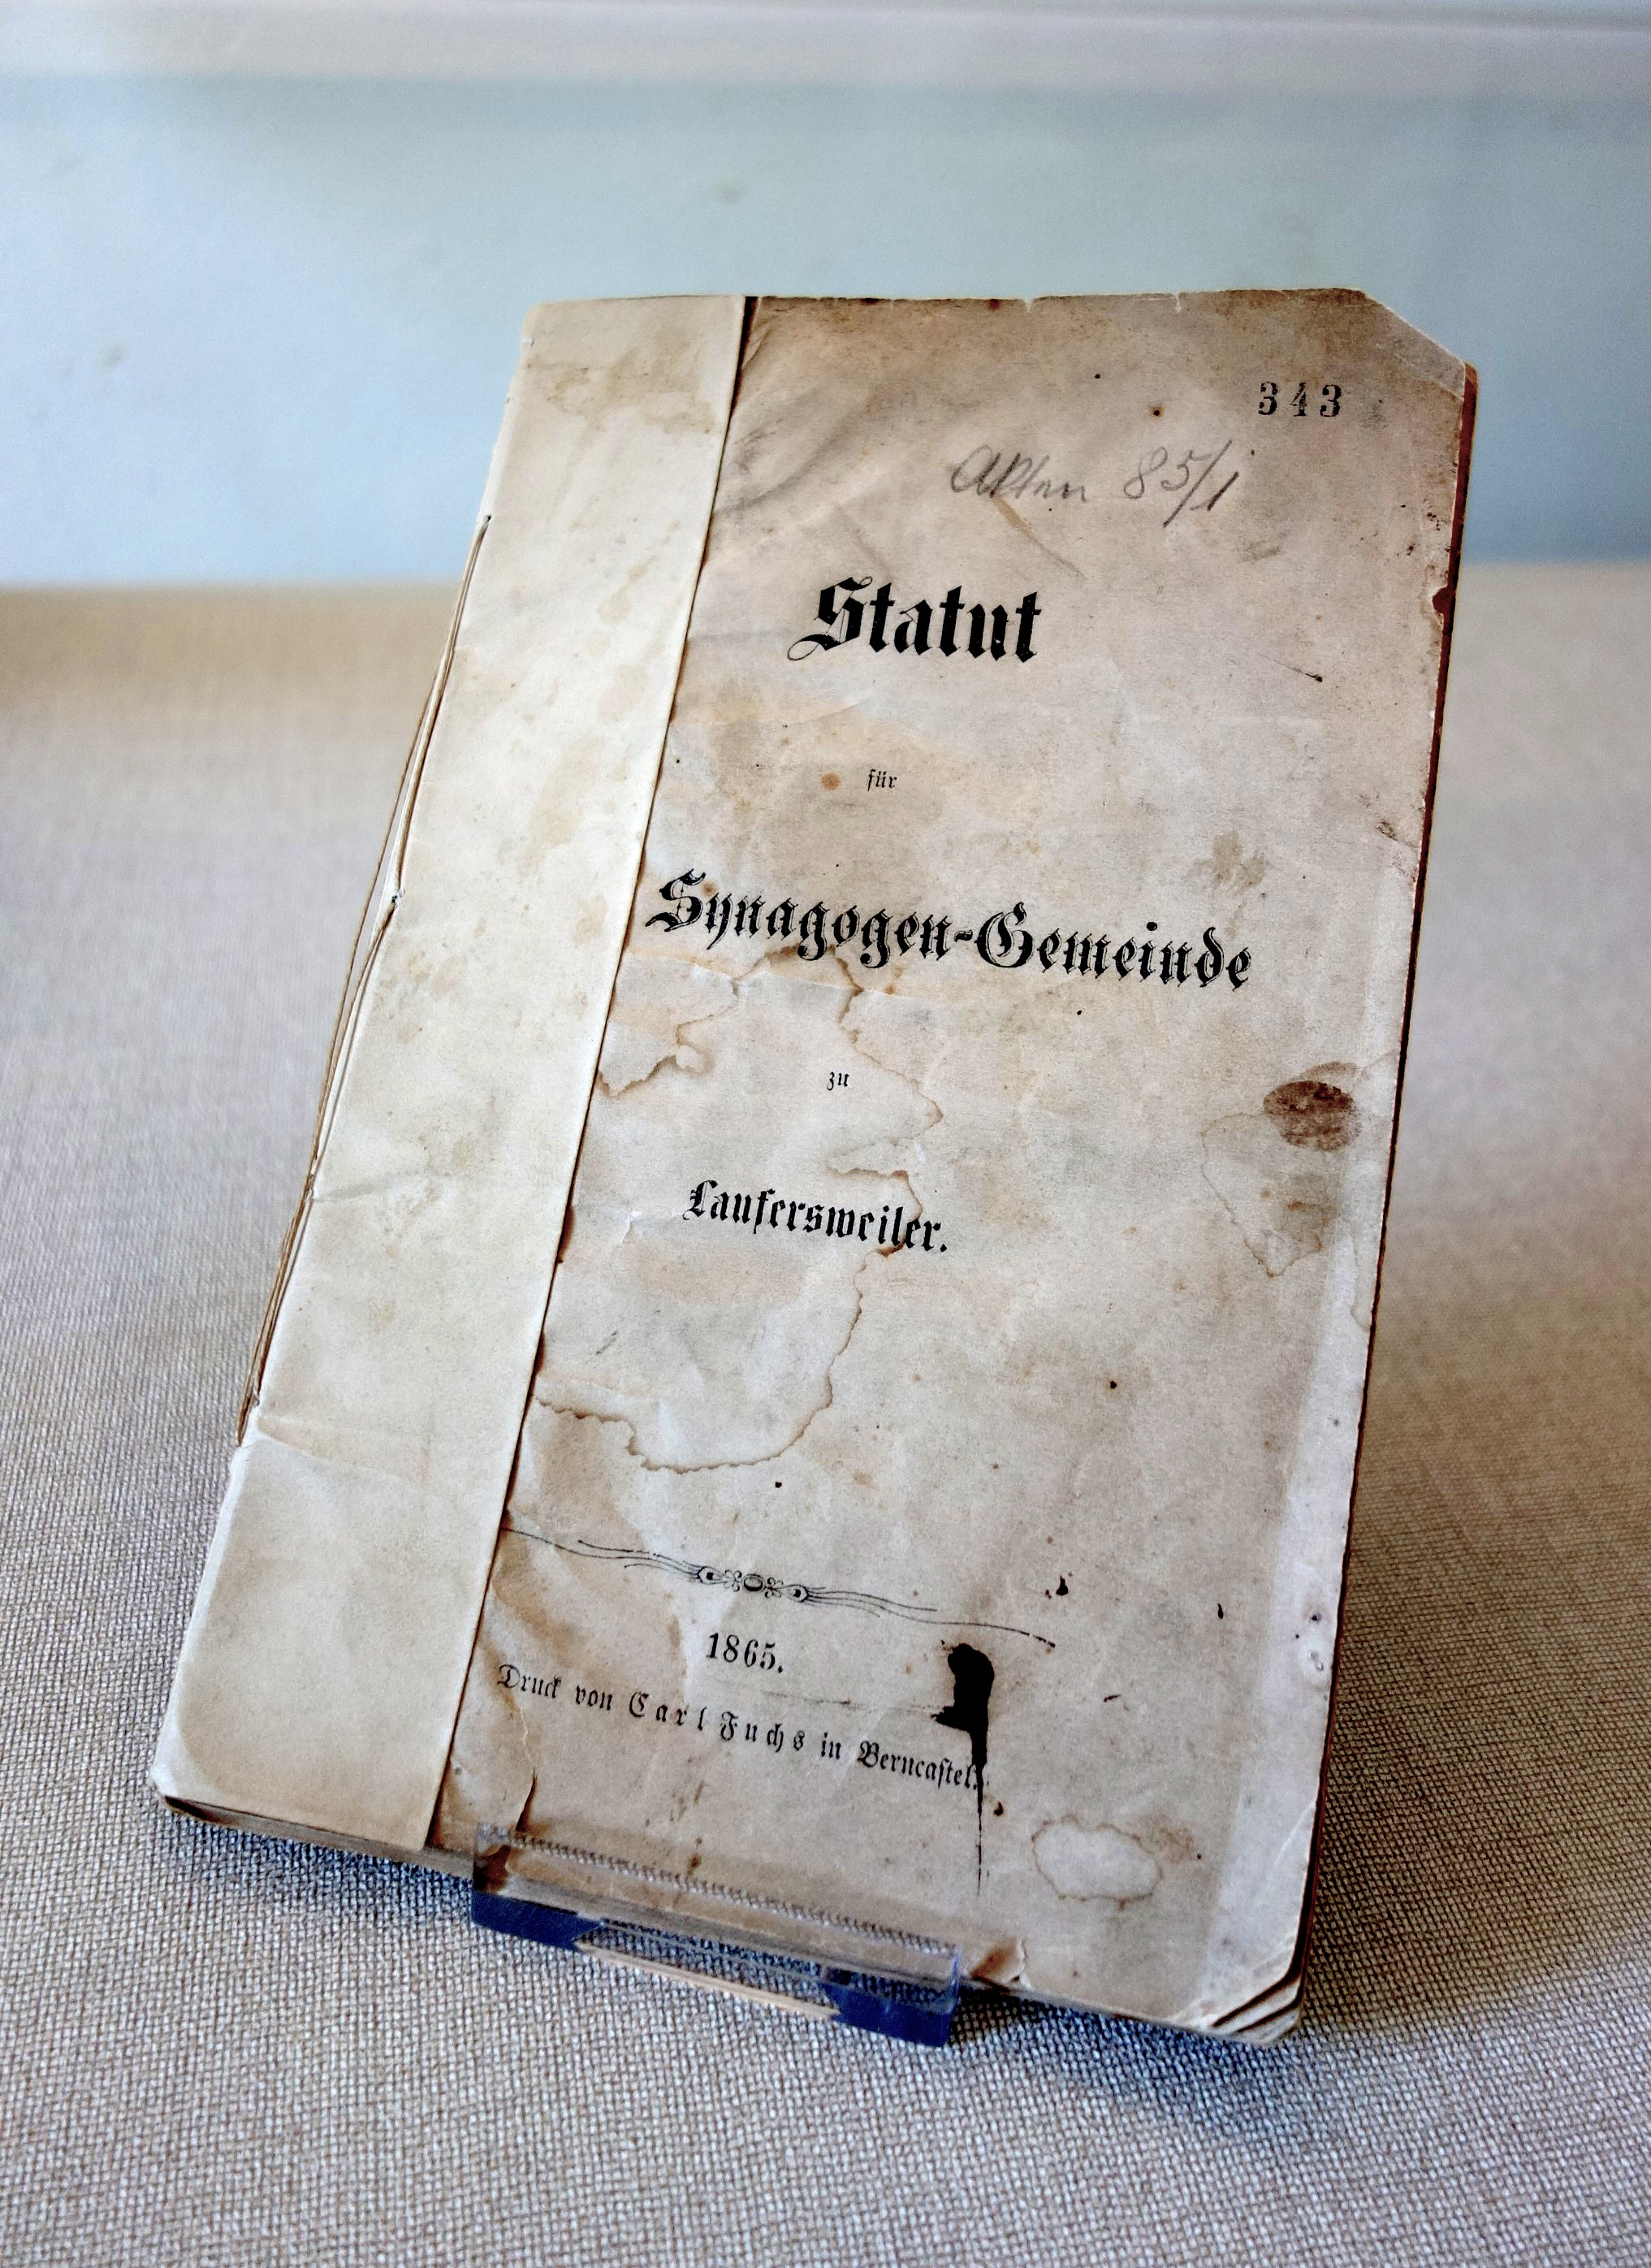 343
Akten 85/1
Statut
für
Synagogen-Gemeinde
zu
Laufersweiler.
1865.
Druck von Carl Fuchs in Berncastel.